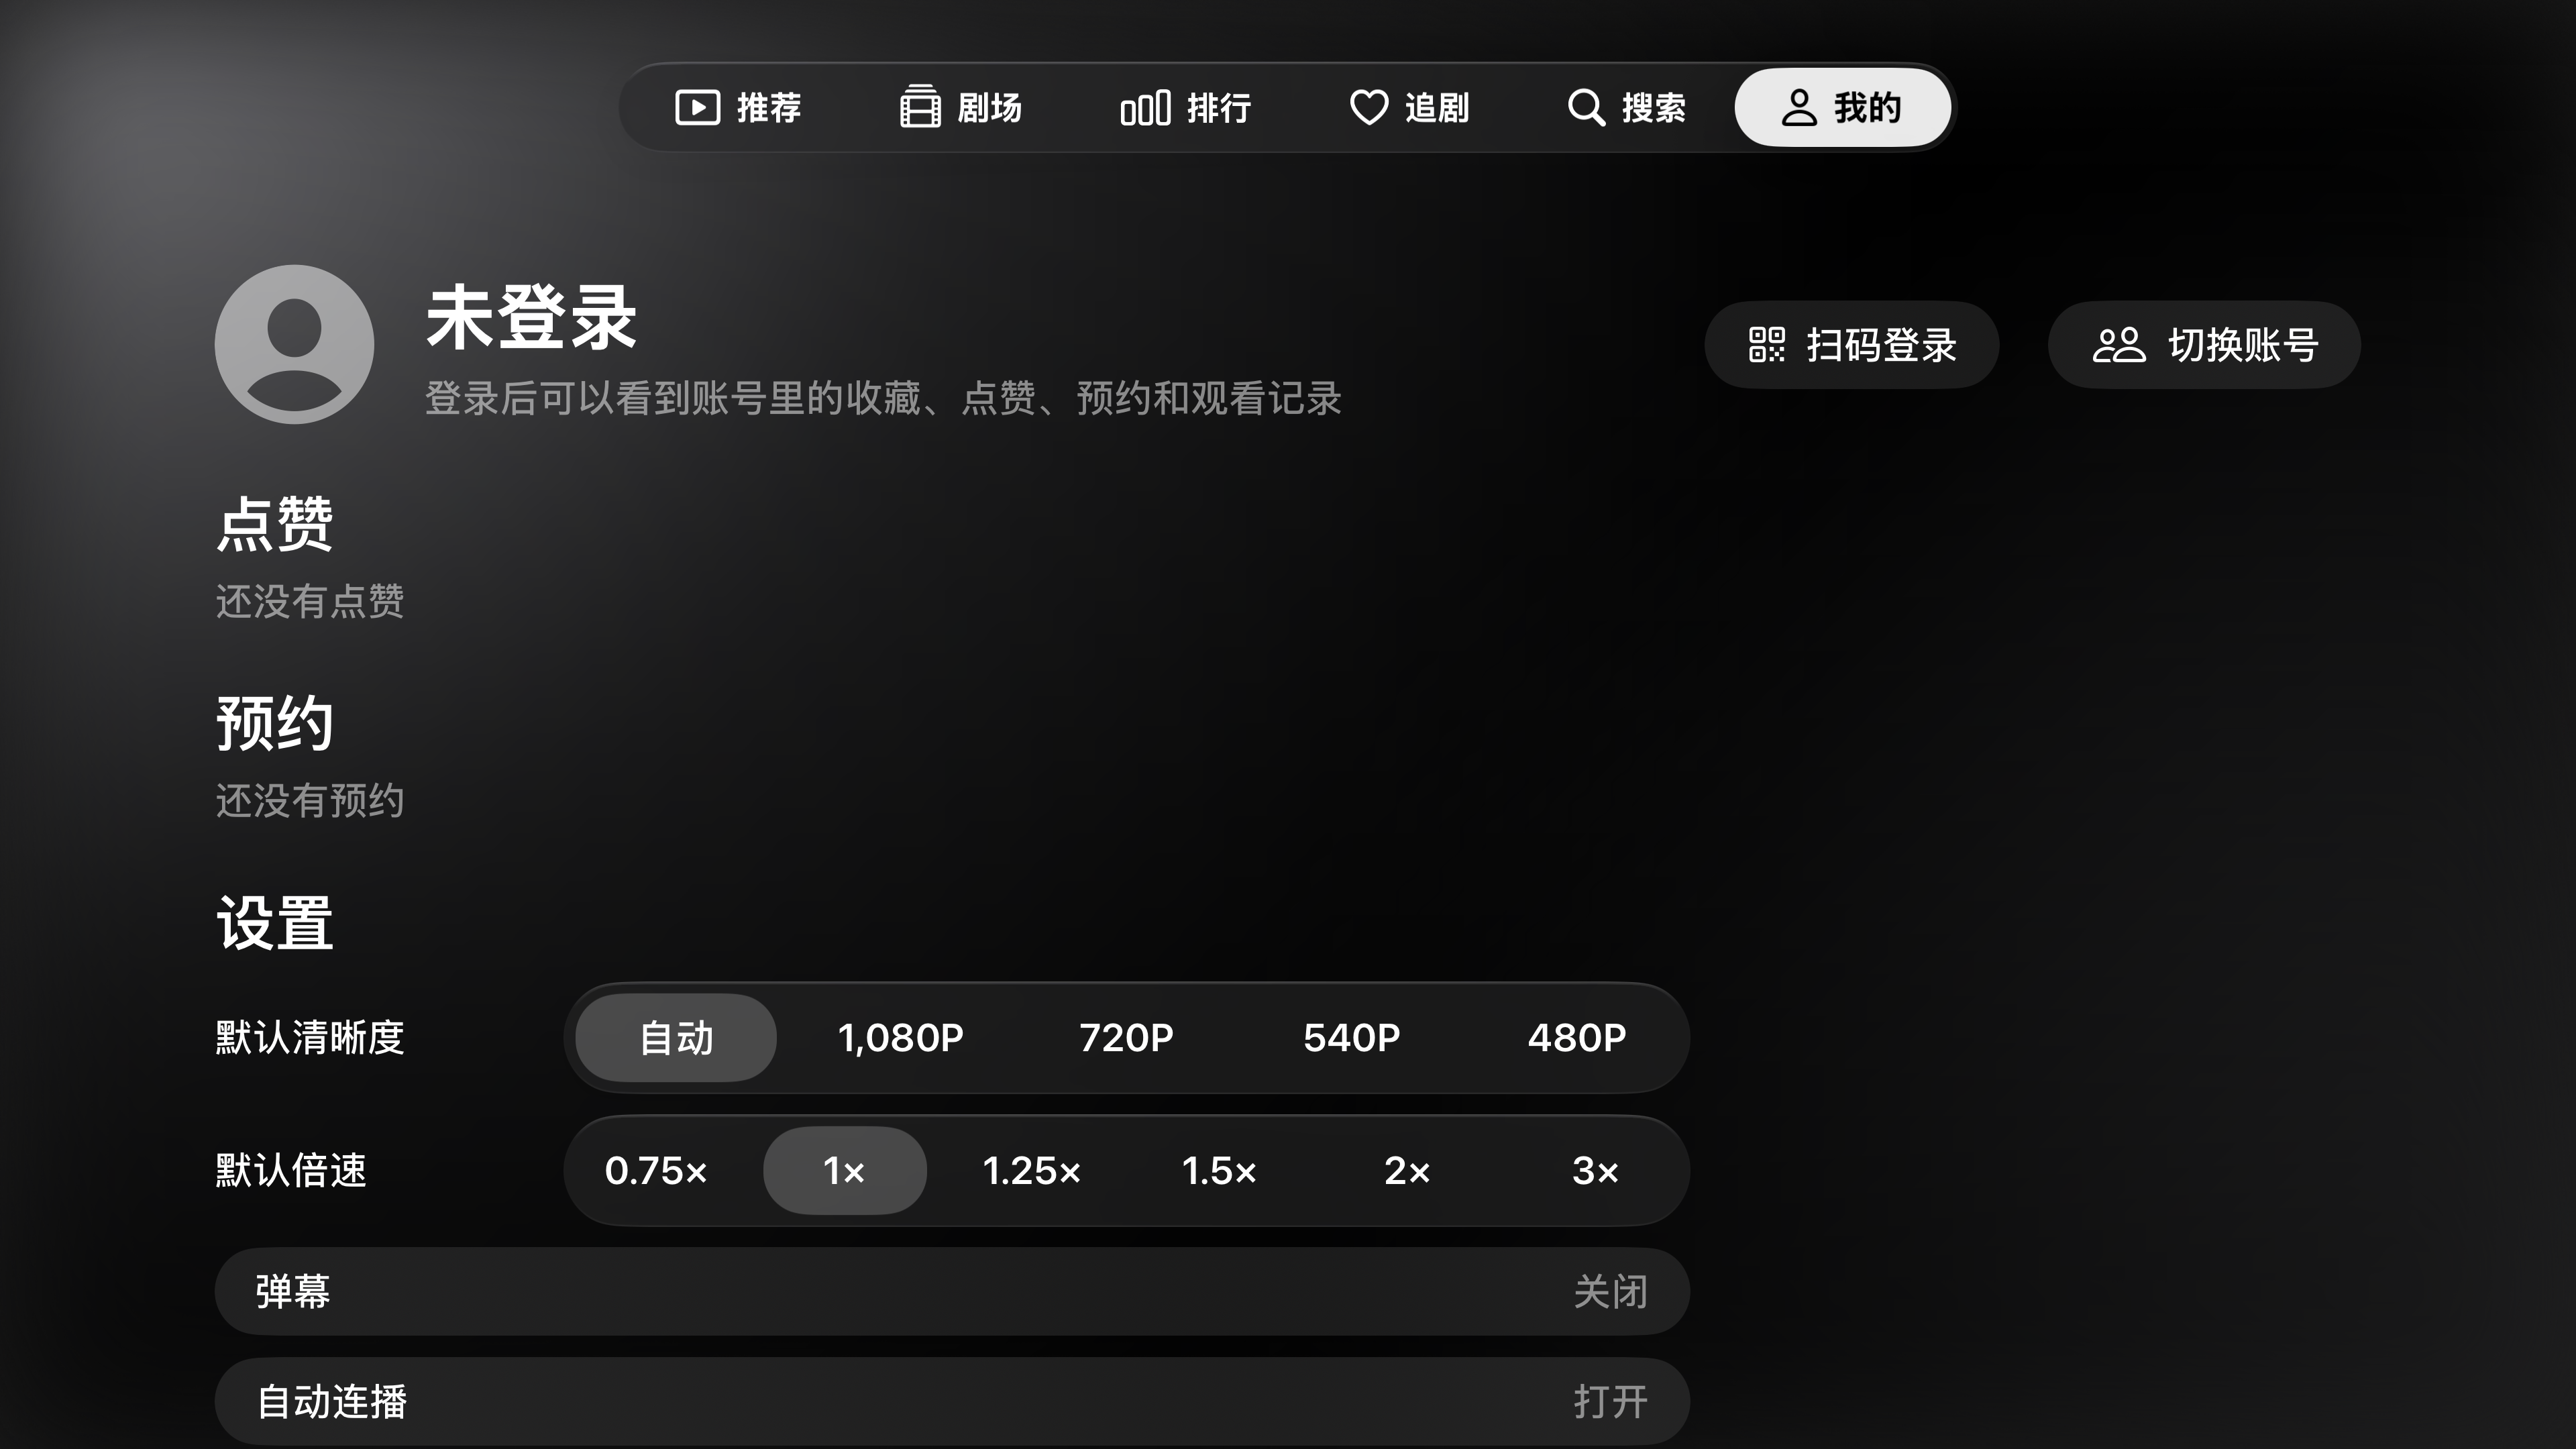 推荐 剧场 排行 追剧 搜索 我的
未登录
登录后可以看到账号里的收藏、点赞、预约和观看记录
扫码登录 切换账号
点赞
还没有点赞
预约
还没有预约
设置
默认清晰度 自动 1,080P 720P 540P 480P
默认倍速 0.75× 1× 1.25× 1.5× 2× 3×
弹幕 关闭
自动连播 打开